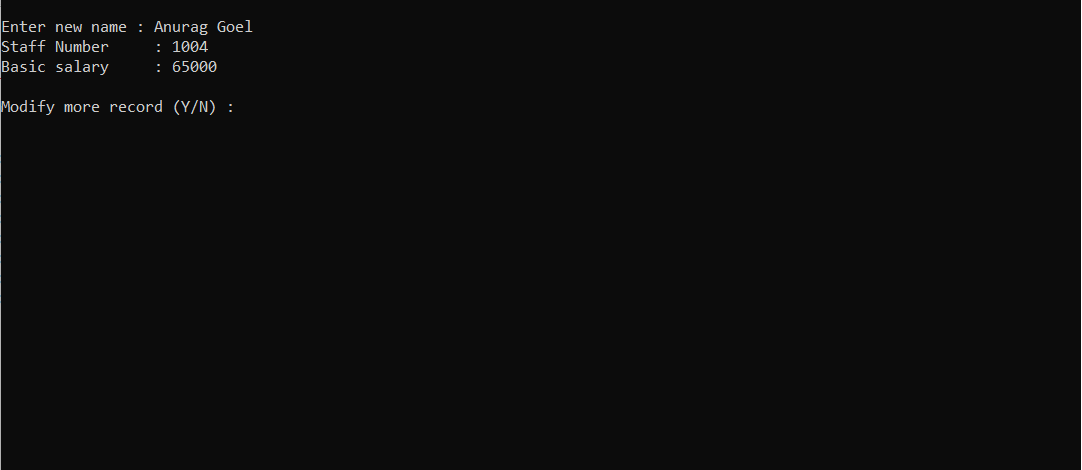 Enter new name : Anurag Goel
Staff Number     : 1004
Basic salary     : 65000
Modify more record (Y/N) :